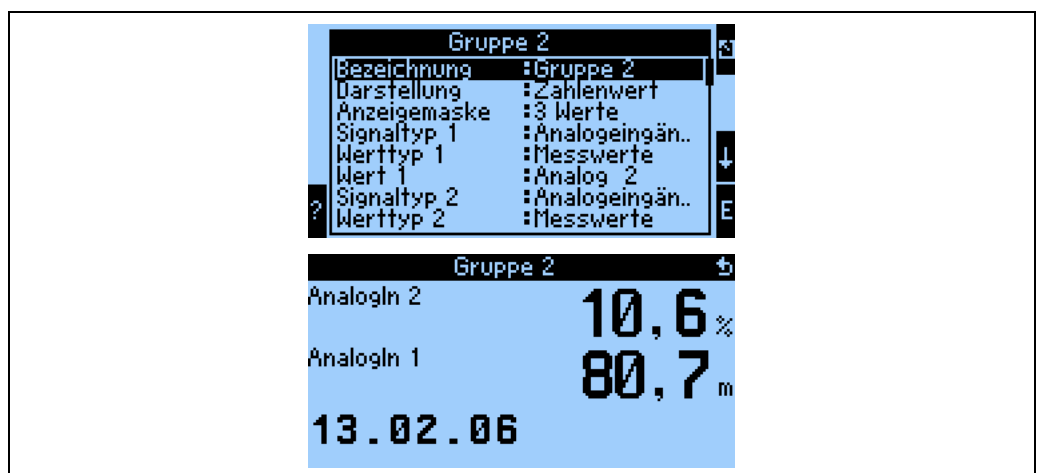 Gruppe 2
Bezeichnung :Gruppe 2
Darstellung :Zahlenwert
Anzeigemaske :3 Werte
Signaltyp 1 :Analogeingän..
Werttyp 1 :Messwerte
Wert 1 :Analog 2
Signaltyp 2 :Analogeingän..
Werttyp 2 :Messwerte
?
↓
E
Gruppe 2
AnalogIn 2 10,6 %
AnalogIn 1 80,7 m
13.02.06